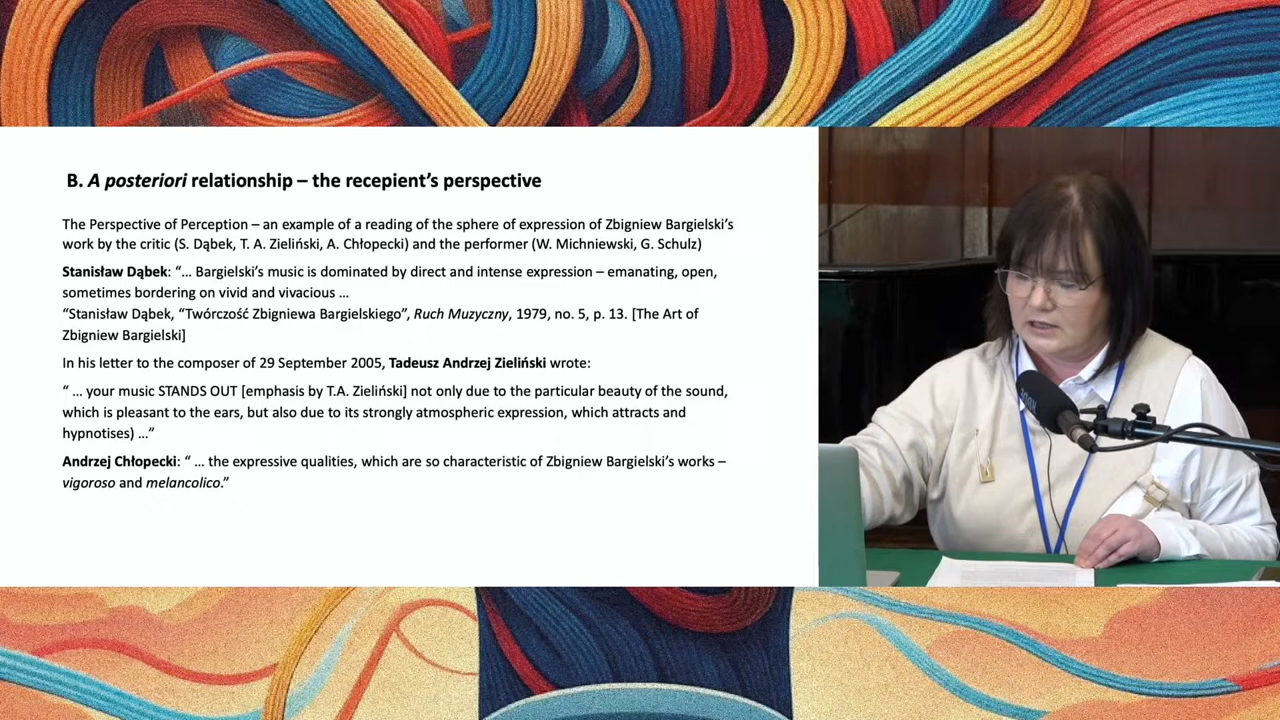 B. A posteriori relationship – the recepient’s perspective
The Perspective of Perception – an example of a reading of the sphere of expression of Zbigniew Bargielski’s
work by the critic (S. Dąbek, T. A. Zieliński, A. Chłopecki) and the performer (W. Michniewski, G. Schulz)
Stanisław Dąbek: “… Bargielski’s music is dominated by direct and intense expression – emanating, open,
sometimes bordering on vivid and vivacious …
“Stanisław Dąbek, “Twórczość Zbigniewa Bargielskiego”, Ruch Muzyczny, 1979, no. 5, p. 13. [The Art of
Zbigniew Bargielski]
In his letter to the composer of 29 September 2005, Tadeusz Andrzej Zieliński wrote:
“ … your music STANDS OUT [emphasis by T.A. Zieliński] not only due to the particular beauty of the sound,
which is pleasant to the ears, but also due to its strongly atmospheric expression, which attracts and
hypnotises) …”
Andrzej Chłopecki: “ … the expressive qualities, which are so characteristic of Zbigniew Bargielski’s works –
vigoroso and melancolico.”